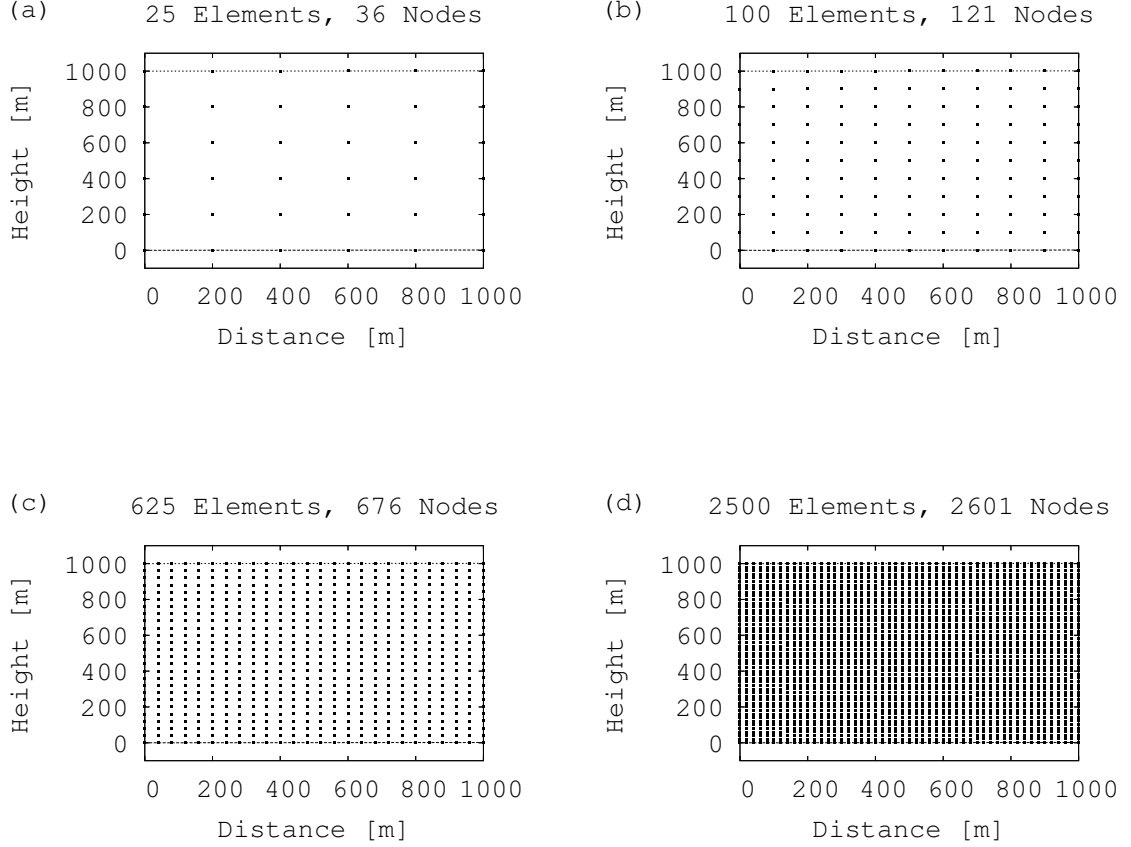 (a) 25 Elements, 36 Nodes
Height [m]
1000
800
600
400
200
0
0 200 400 600 800 1000
Distance [m]
(b) 100 Elements, 121 Nodes
Height [m]
1000
800
600
400
200
0
0 200 400 600 800 1000
Distance [m]
(c) 625 Elements, 676 Nodes
Height [m]
1000
800
600
400
200
0
0 200 400 600 800 1000
Distance [m]
(d) 2500 Elements, 2601 Nodes
Height [m]
1000
800
600
400
200
0
0 200 400 600 800 1000
Distance [m]